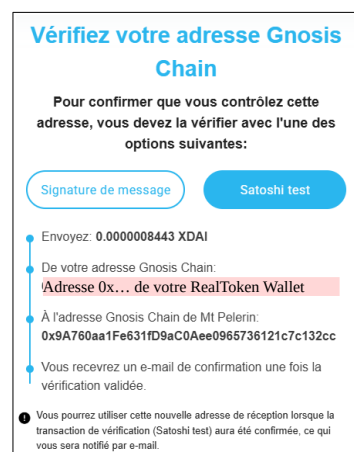 Vérifiez votre adresse Gnosis
Chain
Pour confirmer que vous contrôlez cette
adresse, vous devez la vérifier avec l'une des
options suivantes:
Signature de message
Satoshi test
Envoyez: 0.0000008443 XDAI
De votre adresse Gnosis Chain:
Adresse 0x… de votre RealToken Wallet
À l'adresse Gnosis Chain de Mt Pelerin:
0x9A760aa1Fe631fD9aC0Aee0965736121c7c132cc
Vous recevrez un e-mail de confirmation une fois la
vérification validée.
Vous pourrez utiliser cette nouvelle adresse de réception lorsque la
transaction de vérification (Satoshi test) aura été confirmée, ce qui
vous sera notifié par e-mail.